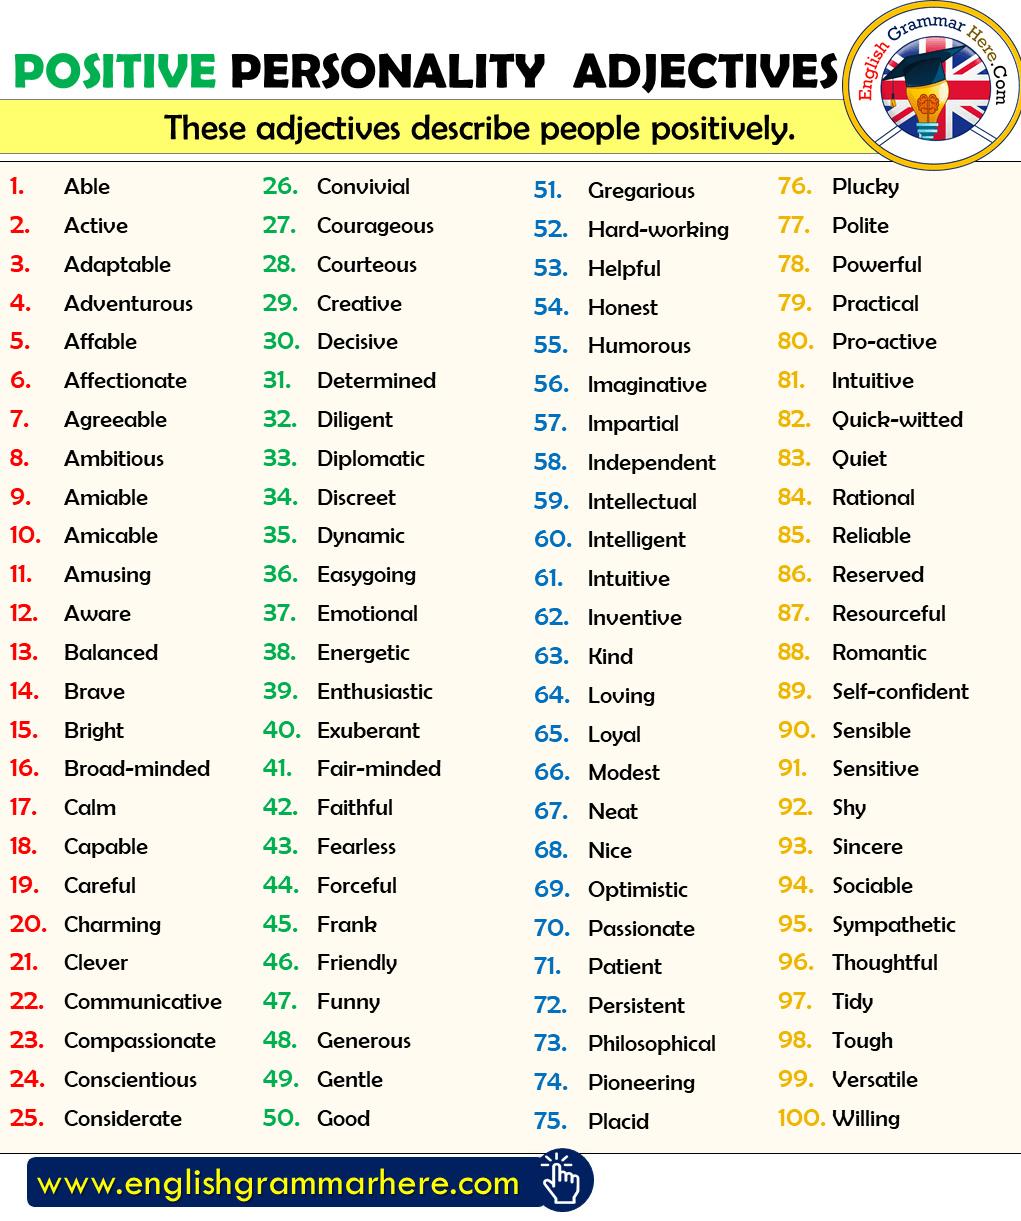 POSITIVE PERSONALITY ADJECTIVES
English Grammar Here.Com
These adjectives describe people positively.
1. Able
2. Active
3. Adaptable
4. Adventurous
5. Affable
6. Affectionate
7. Agreeable
8. Ambitious
9. Amiable
10. Amicable
11. Amusing
12. Aware
13. Balanced
14. Brave
15. Bright
16. Broad-minded
17. Calm
18. Capable
19. Careful
20. Charming
21. Clever
22. Communicative
23. Compassionate
24. Conscientious
25. Considerate
26. Convivial
27. Courageous
28. Courteous
29. Creative
30. Decisive
31. Determined
32. Diligent
33. Diplomatic
34. Discreet
35. Dynamic
36. Easygoing
37. Emotional
38. Energetic
39. Enthusiastic
40. Exuberant
41. Fair-minded
42. Faithful
43. Fearless
44. Forceful
45. Frank
46. Friendly
47. Funny
48. Generous
49. Gentle
50. Good
51. Gregarious
52. Hard-working
53. Helpful
54. Honest
55. Humorous
56. Imaginative
57. Impartial
58. Independent
59. Intellectual
60. Intelligent
61. Intuitive
62. Inventive
63. Kind
64. Loving
65. Loyal
66. Modest
67. Neat
68. Nice
69. Optimistic
70. Passionate
71. Patient
72. Persistent
73. Philosophical
74. Pioneering
75. Placid
76. Plucky
77. Polite
78. Powerful
79. Practical
80. Pro-active
81. Intuitive
82. Quick-witted
83. Quiet
84. Rational
85. Reliable
86. Reserved
87. Resourceful
88. Romantic
89. Self-confident
90. Sensible
91. Sensitive
92. Shy
93. Sincere
94. Sociable
95. Sympathetic
96. Thoughtful
97. Tidy
98. Tough
99. Versatile
100. Willing
www.englishgrammarhere.com